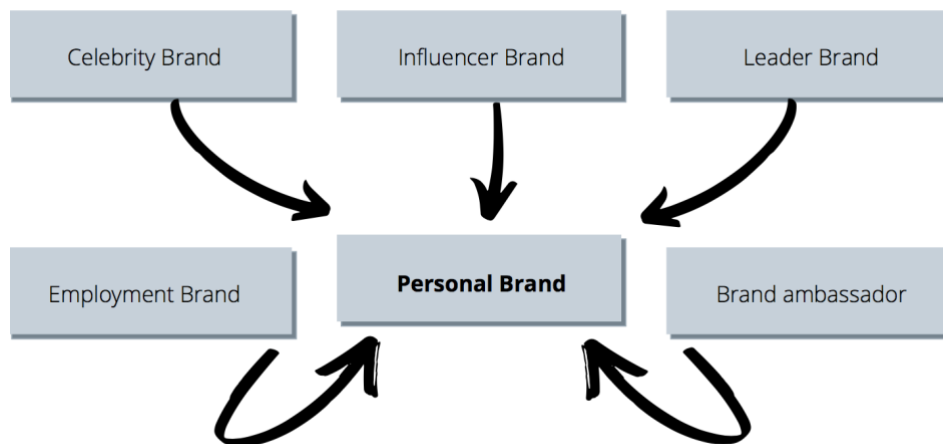 Celebrity Brand
Influencer Brand
Leader Brand
Employment Brand
Personal Brand
Brand ambassador